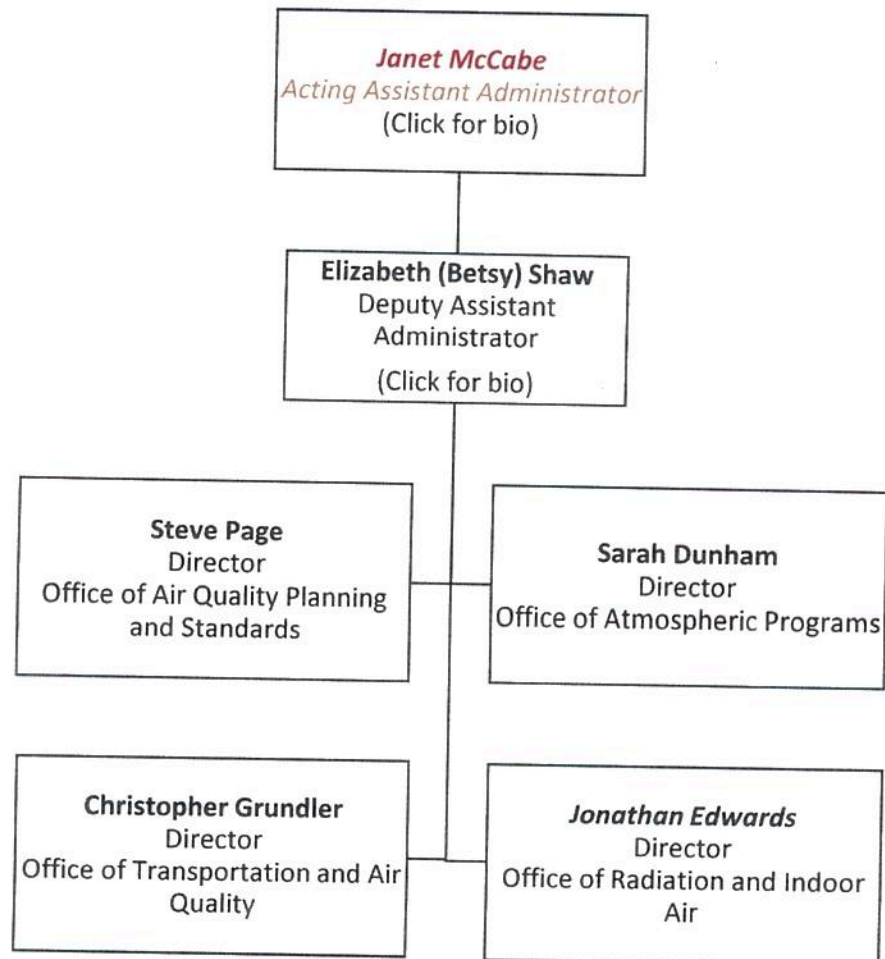 Janet McCabe
Acting Assistant Administrator
(Click for bio)
Elizabeth (Betsy) Shaw
Deputy Assistant
Administrator
(Click for bio)
Steve Page
Director
Office of Air Quality Planning
and Standards
Sarah Dunham
Director
Office of Atmospheric Programs
Christopher Grundler
Director
Office of Transportation and Air
Quality
Jonathan Edwards
Director
Office of Radiation and Indoor
Air